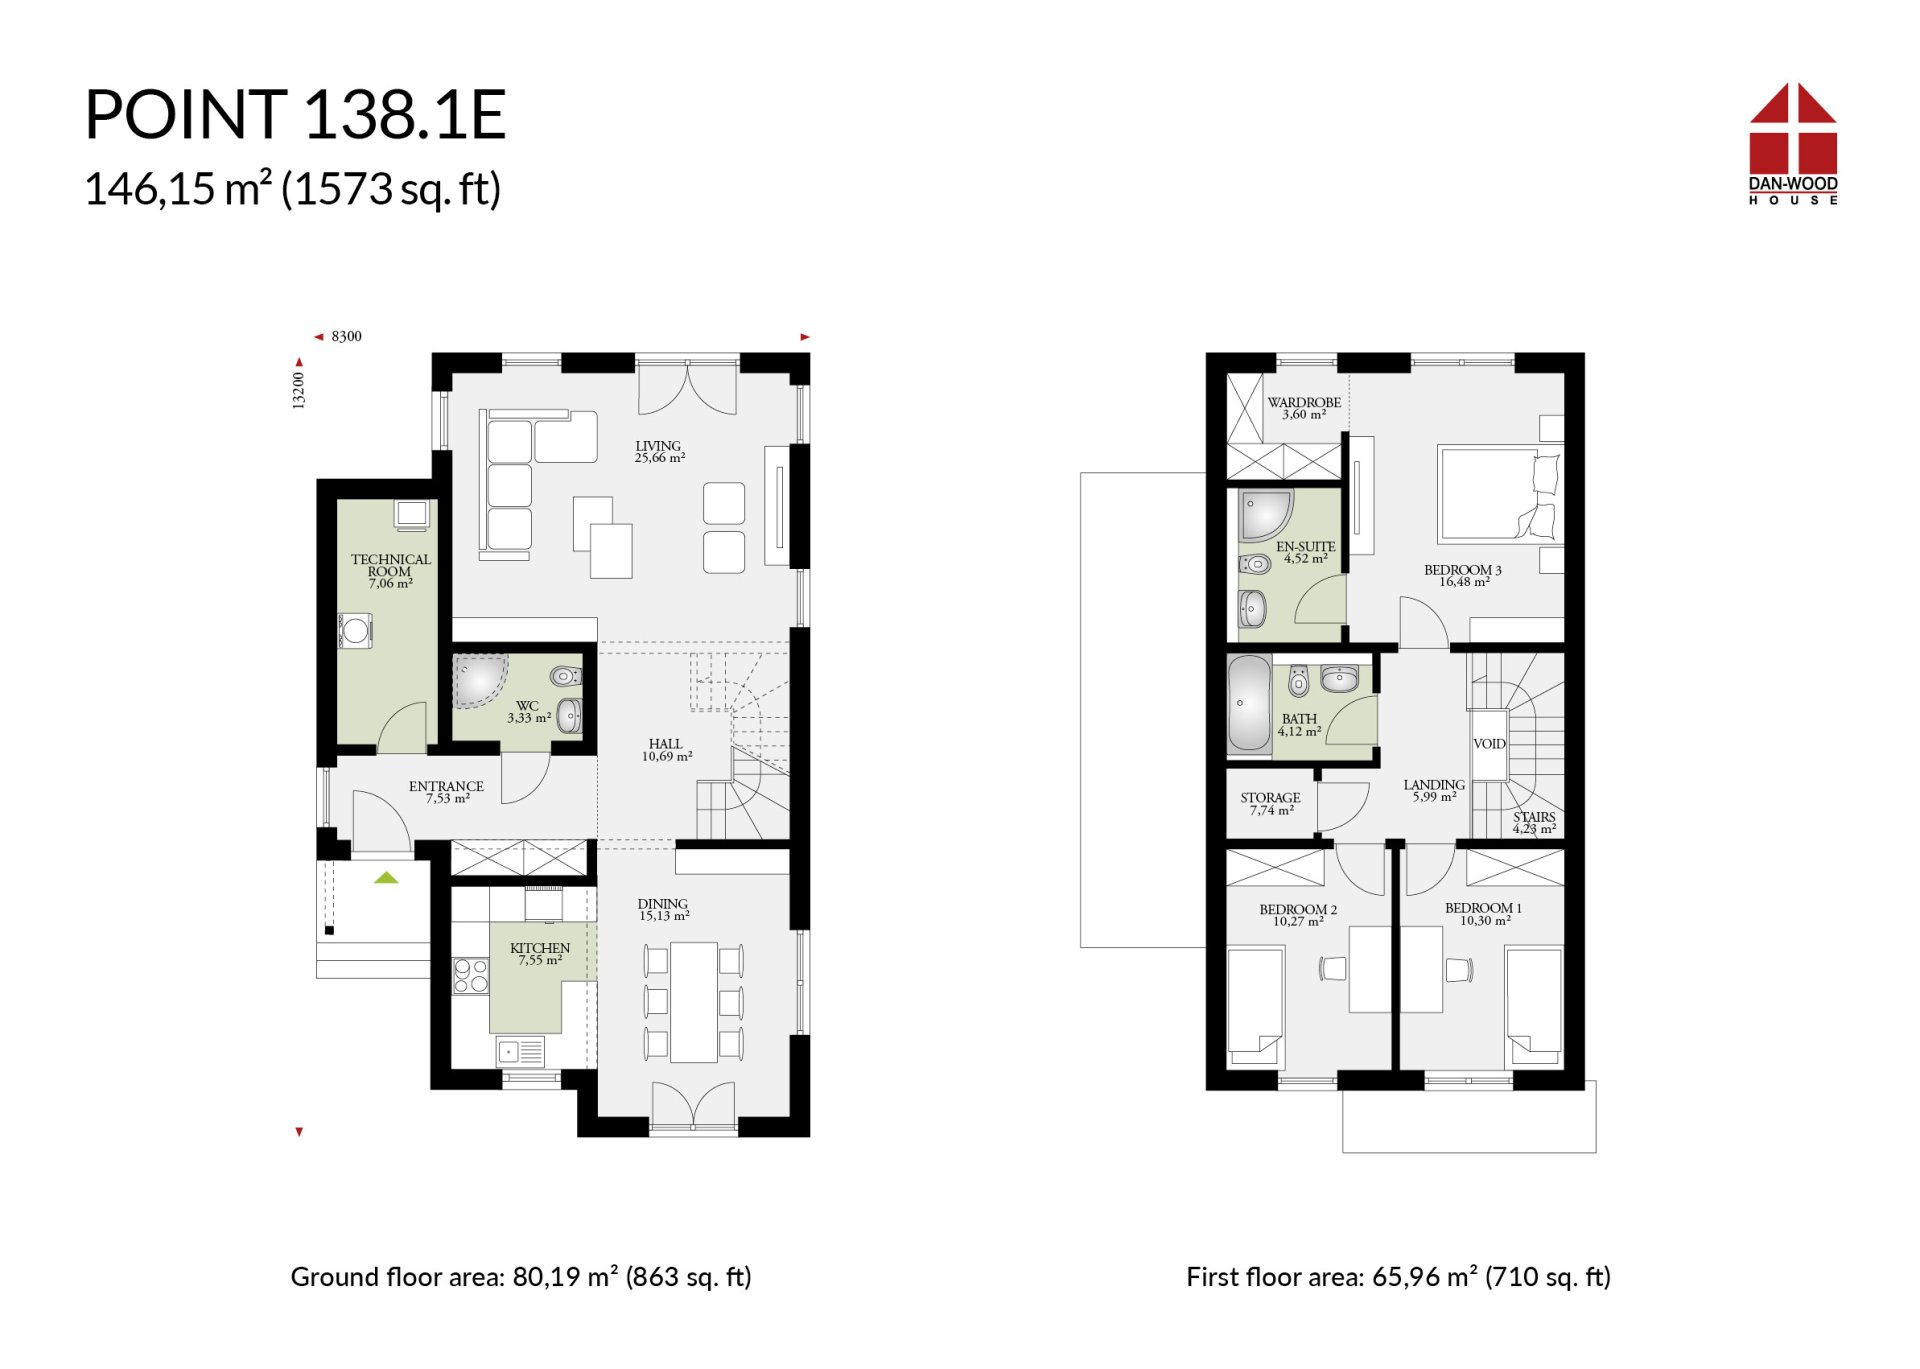 POINT 138.1E
146,15 m² (1573 sq. ft)
DAN-WOOD
HOUSE
8300
13200
LIVING
25,66 m²
TECHNICAL
ROOM
7,06 m²
WC
3,33 m²
HALL
10,69 m²
ENTRANCE
7,53 m²
DINING
15,13 m²
KITCHEN
7,55 m²
WARDROBE
3,60 m²
EN-SUITE
4,52 m²
BEDROOM 3
16,48 m²
BATH
4,12 m²
VOID
LANDING
5,99 m²
STORAGE
7,74 m²
STAIRS
4,23 m²
BEDROOM 2
10,27 m²
BEDROOM 1
10,30 m²
Ground floor area: 80,19 m² (863 sq. ft)
First floor area: 65,96 m² (710 sq. ft)